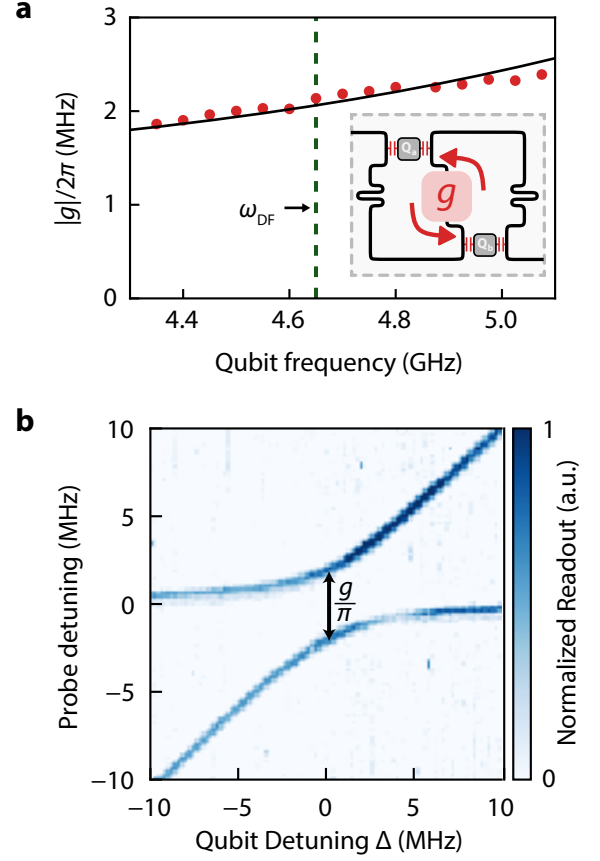 a
3
2
1
0
|g|/2π (MHz)
ω_DF
Q_a
g
Q_b
4.4 4.6 4.8 5.0
Qubit frequency (GHz)
b
10
5
0
−5
−10
Probe detuning (MHz)
g
π
−10 −5 0 5 10
Qubit Detuning Δ (MHz)
1
0
Normalized Readout (a.u.)